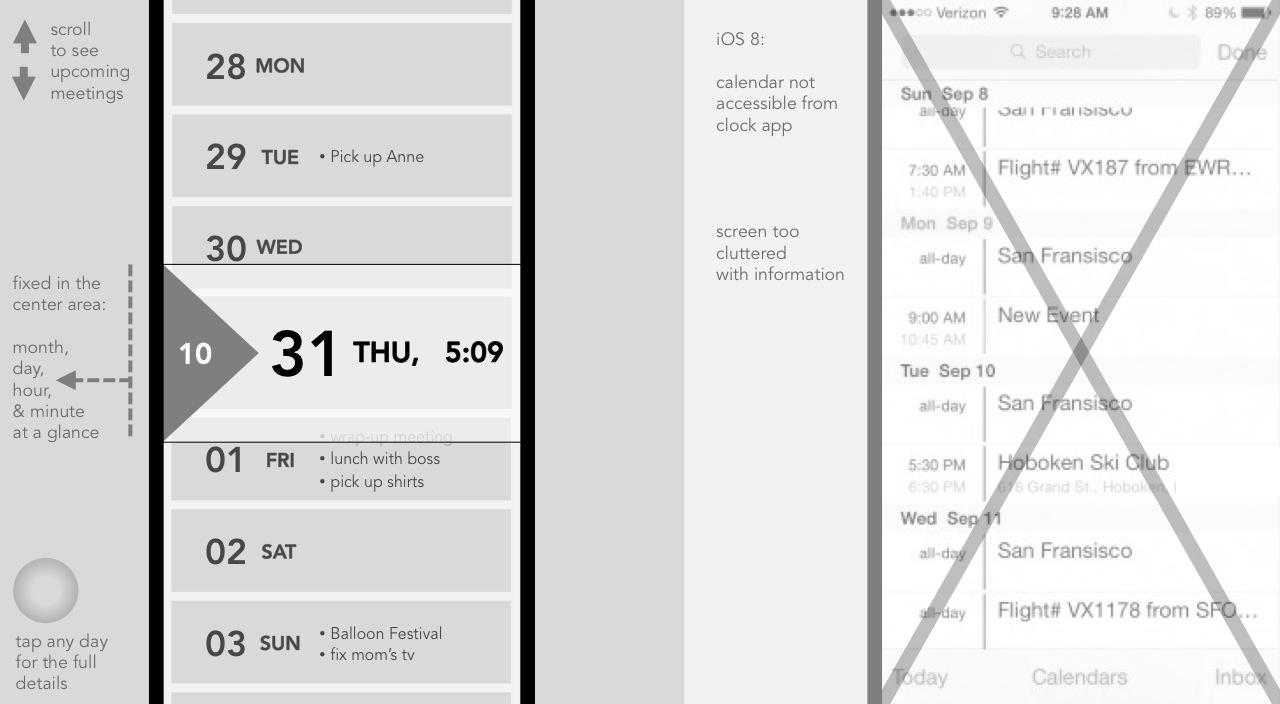 scroll
to see
upcoming
meetings
fixed in the
center area:
month,
day,
hour,
& minute
at a glance
tap any day
for the full
details
28 MON
29 TUE • Pick up Anne
30 WED
10 31 THU, 5:09
• wrap-up meeting
01 FRI • lunch with boss
• pick up shirts
02 SAT
03 SUN • Balloon Festival
• fix mom's tv
iOS 8:
calendar not
accessible from
clock app
screen too
cluttered
with information
Verizon 9:28 AM 89%
Search Done
Sun Sep 8
all-day San Fransisco
7:30 AM Flight# VX187 from EWR...
1:40 PM
Mon Sep 9
all-day San Fransisco
9:00 AM New Event
10:45 AM
Tue Sep 10
all-day San Fransisco
5:30 PM Hoboken Ski Club
6:30 PM 616 Grand St., Hoboken,
Wed Sep 11
all-day San Fransisco
all-day Flight# VX1178 from SFO...
Today Calendars Inbox